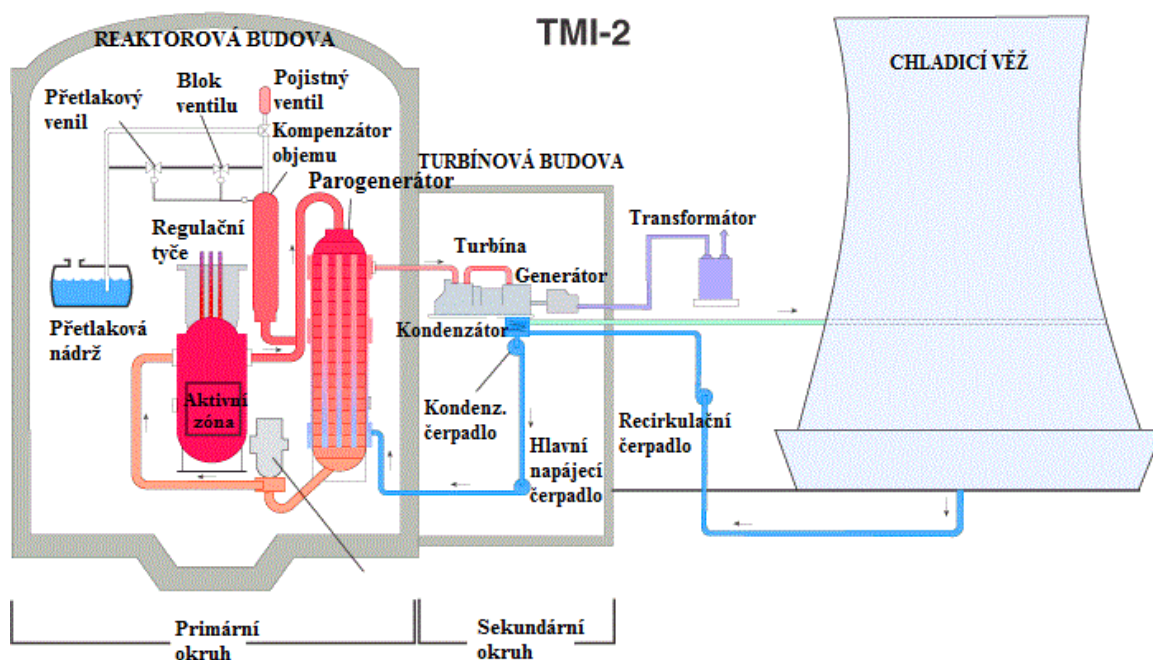 TMI-2
REAKTOROVÁ BUDOVA
CHLADICÍ VĚŽ
Blok
ventilu
Pojistný
ventil
Přetlakový
venil
Kompenzátor
objemu
TURBÍNOVÁ BUDOVA
Parogenerátor
Regulační
tyče
Transformátor
Turbína
Generátor
Přetlaková
nádrž
Kondenzátor
Aktivní
zóna
Kondenz.
čerpadlo
Recirkulační
čerpadlo
Hlavní
napájecí
čerpadlo
Primární
okruh
Sekundární
okruh